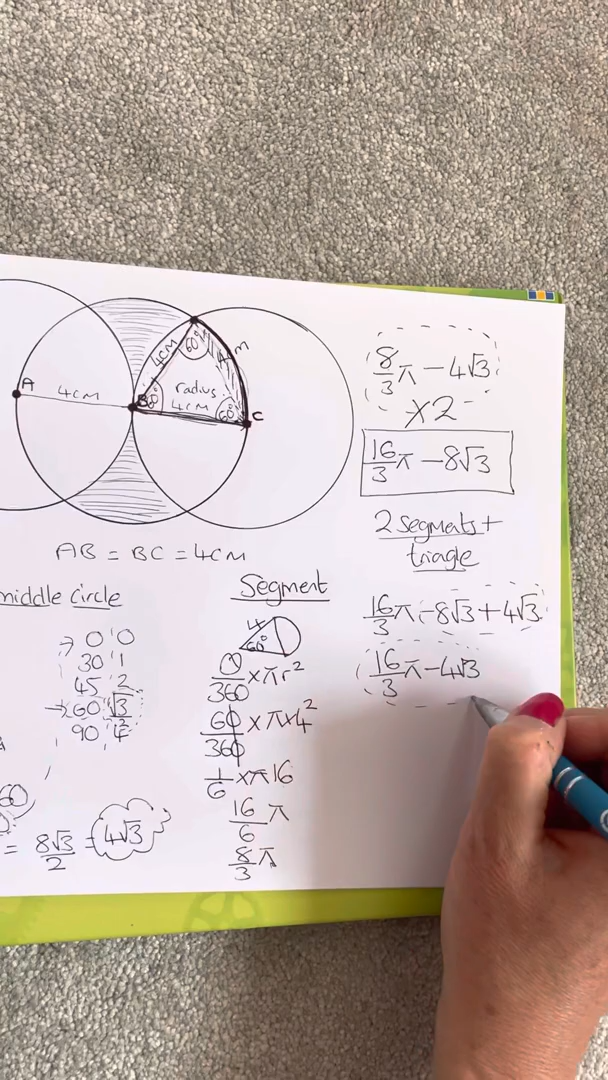 A
4cm
4cm
60°
m
B
60°
radius
4cm
60°
C
AB = BC = 4cm
middle circle
→ 0 0
30 1
45 2
→ 60 √3/2
90 4
60
= 8√3/2 = 4√3
Segment
4
60°
θ/360 × π r²
60/360 × π × 4²
1/6 × π 16
16/6 π
8/3 π
8/3 π − 4√3
× 2
16/3 π − 8√3
2 segments +
triagle
16/3 π − 8√3 + 4√3
16/3 π − 4√3